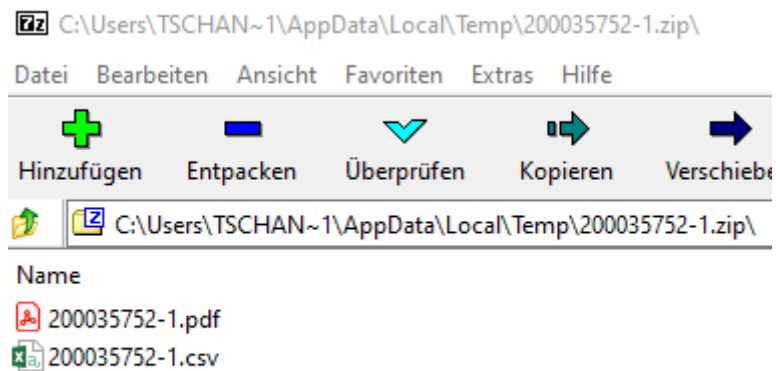 C:\Users\TSCHAN~1\AppData\Local\Temp\200035752-1.zip\
Datei Bearbeiten Ansicht Favoriten Extras Hilfe
Hinzufügen Entpacken Überprüfen Kopieren Verschiebe
C:\Users\TSCHAN~1\AppData\Local\Temp\200035752-1.zip\
Name
200035752-1.pdf
200035752-1.csv